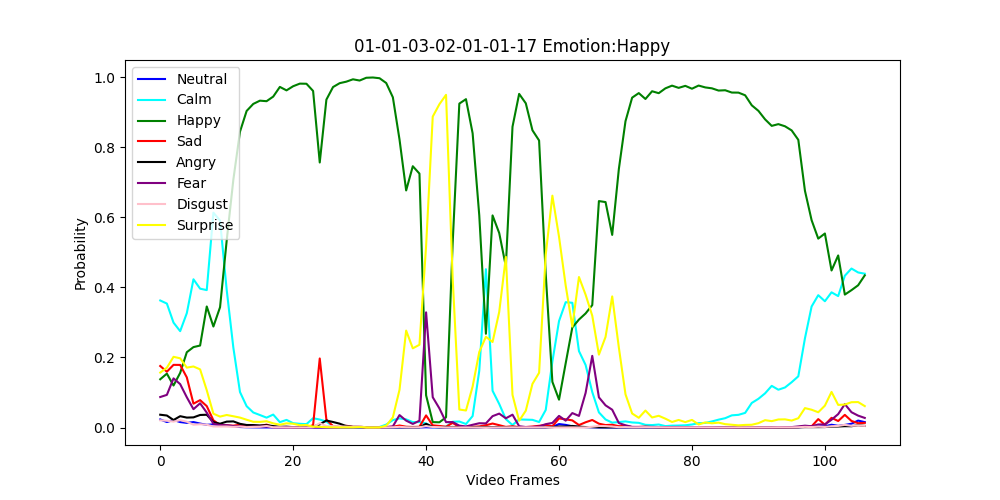 01-01-03-02-01-01-17 Emotion:Happy
1.0
0.8
0.6
0.4
0.2
0.0
Probability
Neutral
Calm
Happy
Sad
Angry
Fear
Disgust
Surprise
0 20 40 60 80 100
Video Frames